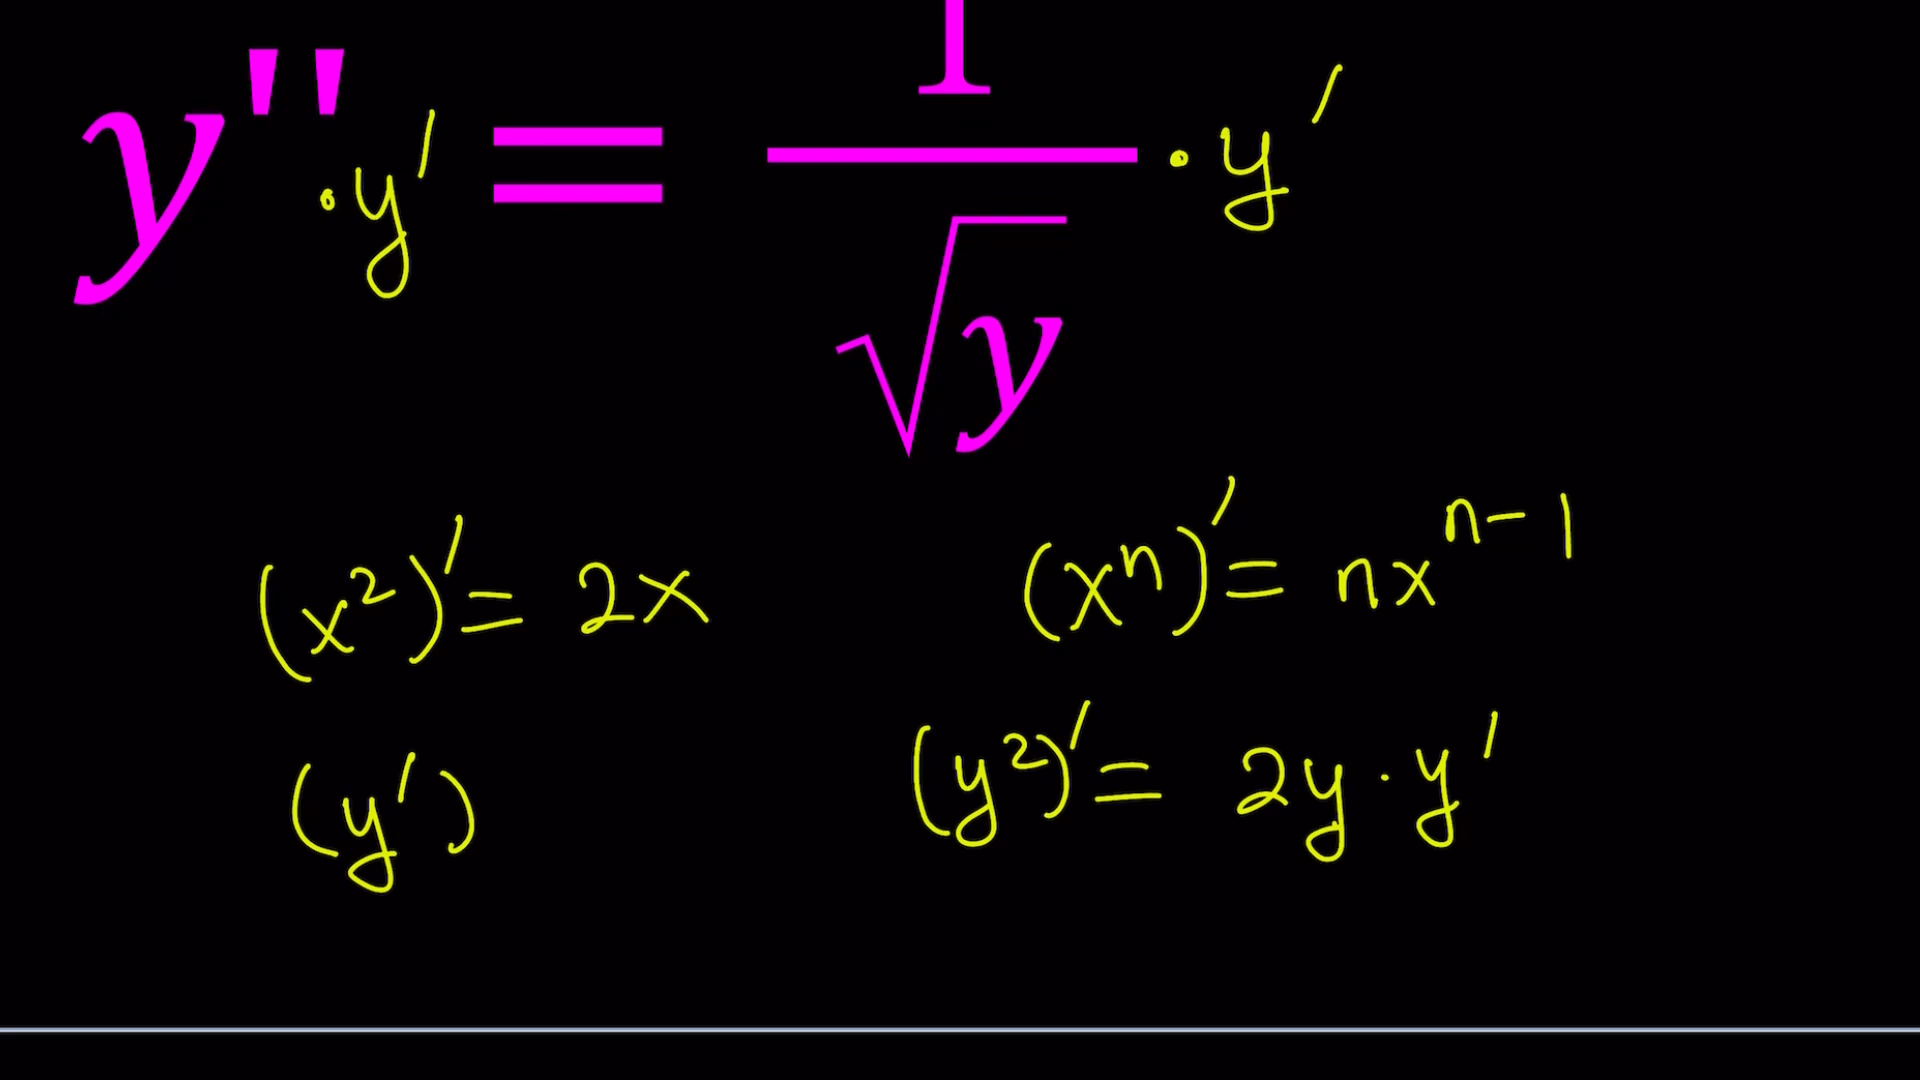 y'' · y' = 1/√y · y'
(x²)' = 2x (xⁿ)' = nxⁿ⁻¹
(y') (y²)' = 2y · y'